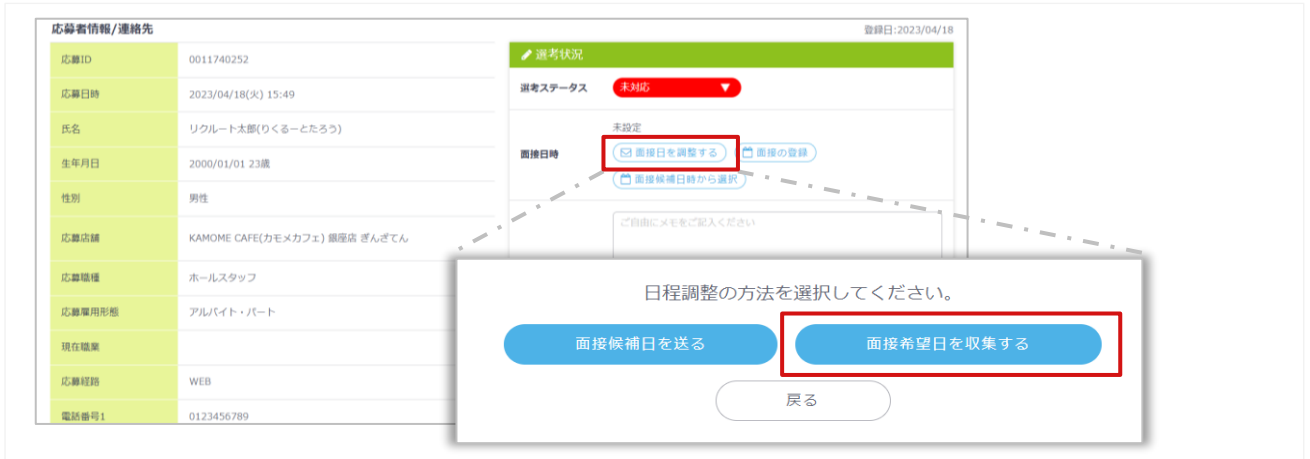 応募者情報/連絡先
登録日:2023/04/18
応募ID 0011740252
応募日時 2023/04/18(火) 15:49
氏名 リクルート太郎(りくるーとたろう)
生年月日 2000/01/01 23歳
性別 男性
応募店舗 KAMOME CAFE(カモメカフェ) 銀座店 ぎんざてん
応募職種 ホールスタッフ
応募雇用形態 アルバイト・パート
現在職業
応募経路 WEB
電話番号1 0123456789
選考状況
選考ステータス 未対応 ▼
未設定
面接日時 面接日を調整する 面接の登録
面接候補日時から選択
ご自由にメモをご記入ください
日程調整の方法を選択してください。
面接候補日を送る 面接希望日を収集する
戻る